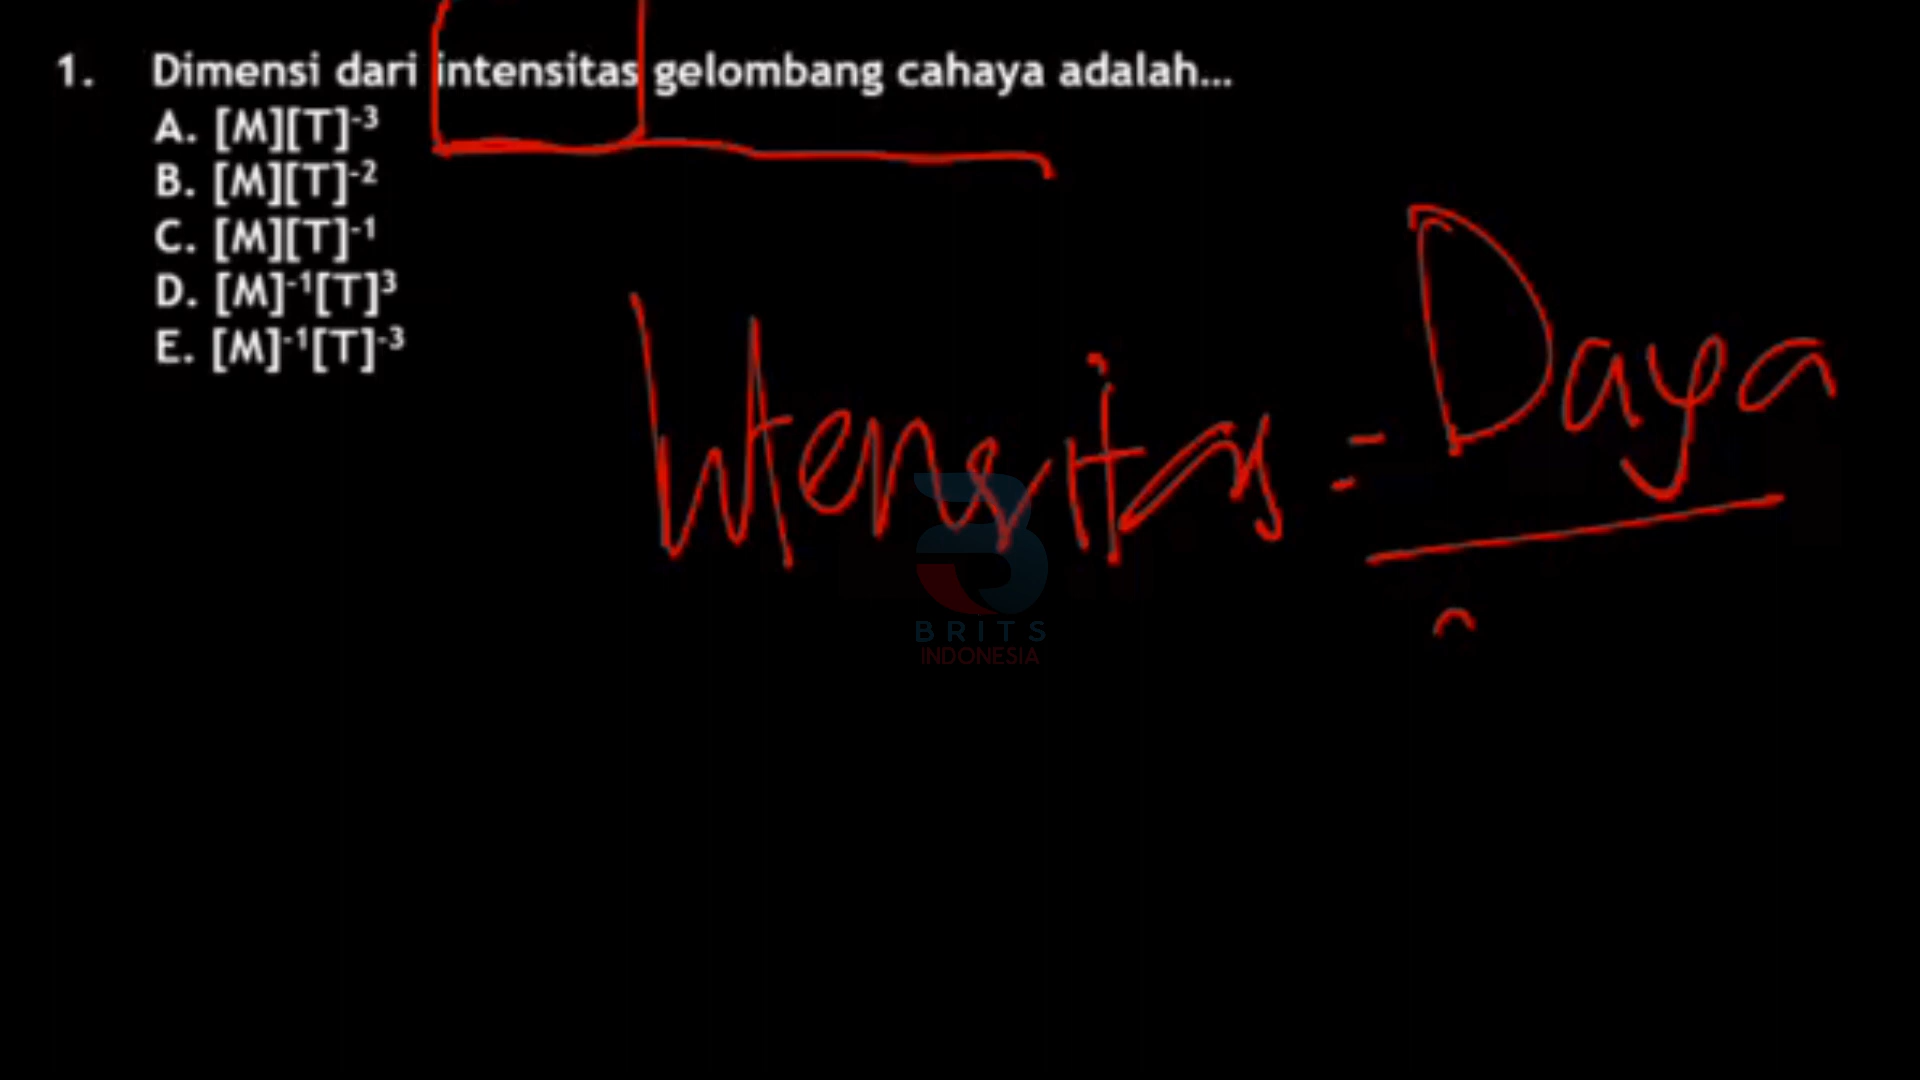 1. Dimensi dari intensitas gelombang cahaya adalah...
A. [M][T]⁻³
B. [M][T]⁻²
C. [M][T]⁻¹
D. [M]⁻¹[T]³
E. [M]⁻¹[T]⁻³
Intensitas = Daya
BRITS
INDONESIA